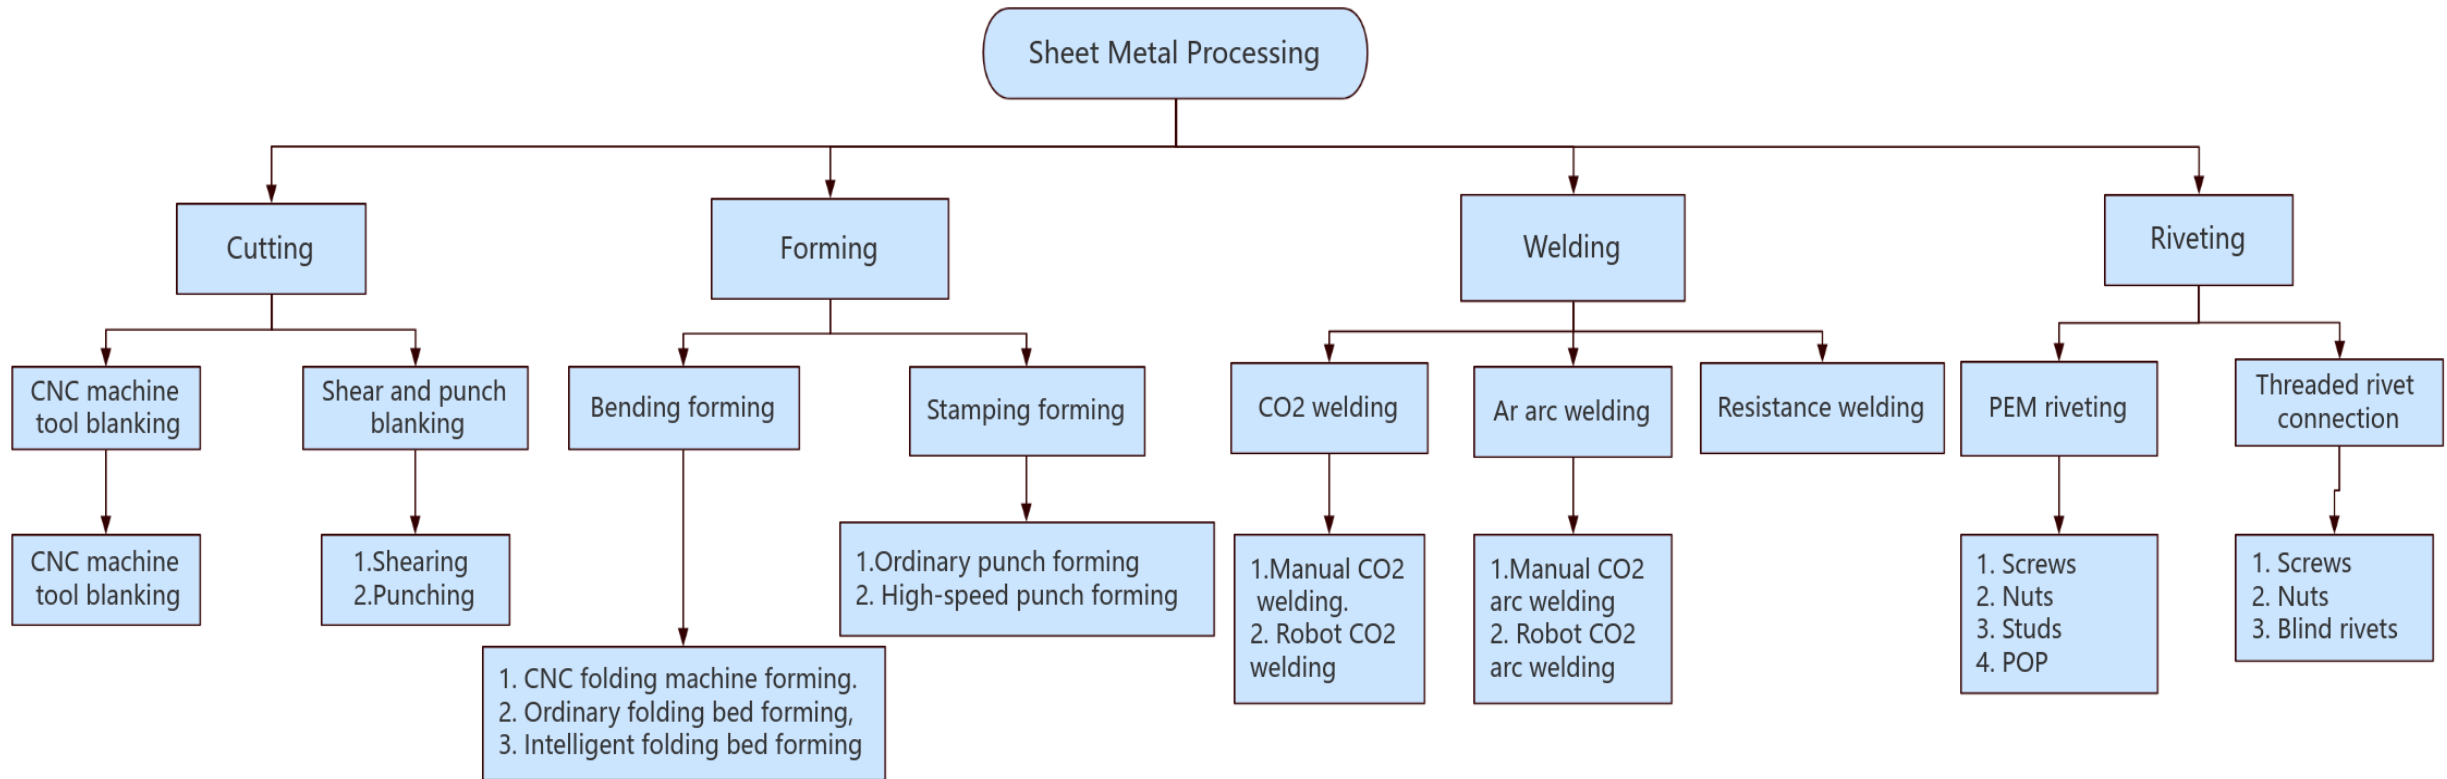 Sheet Metal Processing
Cutting
Forming
Welding
Riveting
CNC machine
tool blanking
Shear and punch
blanking
Bending forming
Stamping forming
CO2 welding
Ar arc welding
Resistance welding
PEM riveting
Threaded rivet
connection
CNC machine
tool blanking
1.Shearing
2.Punching
1. CNC folding machine forming.
2. Ordinary folding bed forming,
3. Intelligent folding bed forming
1.Ordinary punch forming
2. High-speed punch forming
1.Manual CO2
welding.
2. Robot CO2
welding
1.Manual CO2
arc welding
2. Robot CO2
arc welding
1. Screws
2. Nuts
3. Studs
4. POP
1. Screws
2. Nuts
3. Blind rivets